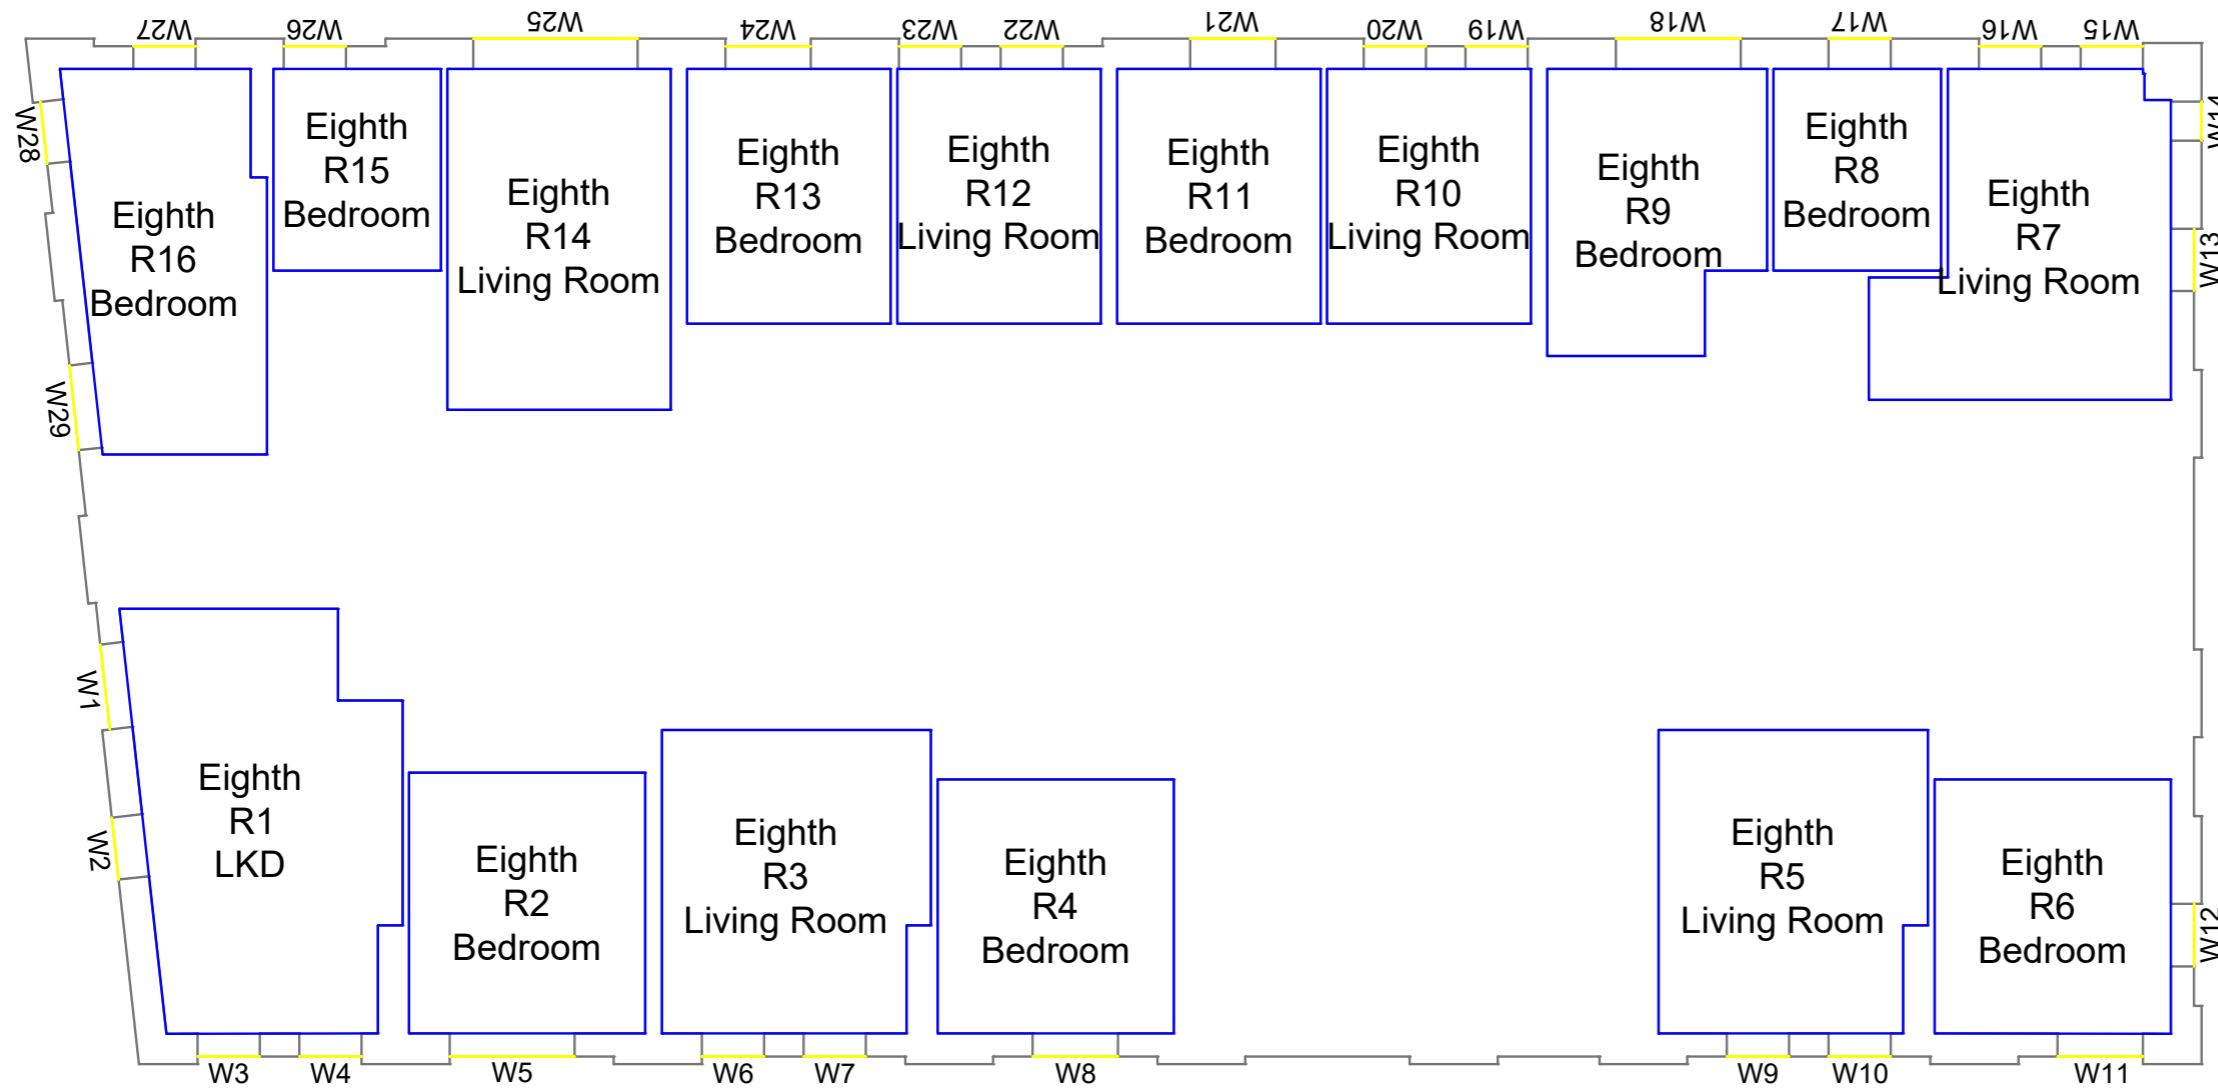 W27
W26
W25
W24
W23
W22
W21
W20
W19
W18
W17
W16
W15
W28
W14
W13
Eighth
R16
Bedroom
Eighth
R15
Bedroom
Eighth
R14
Living Room
Eighth
R13
Bedroom
Eighth
R12
Living Room
Eighth
R11
Bedroom
Eighth
R10
Living Room
Eighth
R9
Bedroom
Eighth
R8
Bedroom
Eighth
R7
Living Room
W29
W1
W2
Eighth
R1
LKD
Eighth
R2
Bedroom
Eighth
R3
Living Room
Eighth
R4
Bedroom
Eighth
R5
Living Room
Eighth
R6
Bedroom
W12
W3
W4
W5
W6
W7
W8
W9
W10
W11